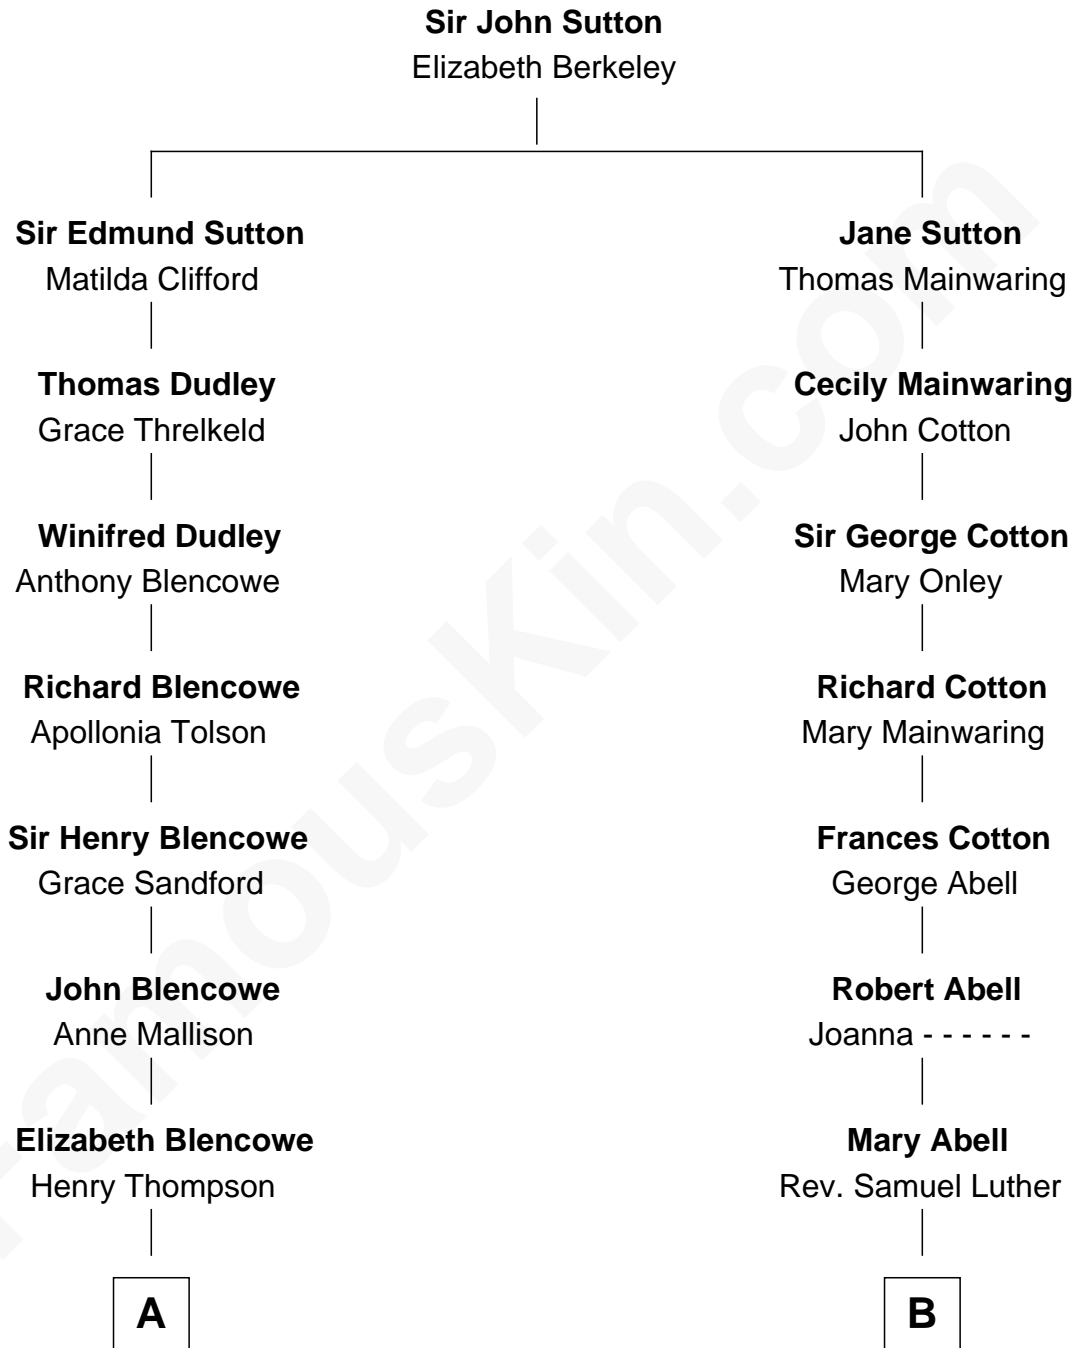 Sir John Sutton
Elizabeth Berkeley
Sir Edmund Sutton
Matilda Clifford
Jane Sutton
Thomas Mainwaring
Thomas Dudley
Grace Threlkeld
Cecily Mainwaring
John Cotton
Winifred Dudley
Anthony Blencowe
Sir George Cotton
Mary Onley
Richard Blencowe
Apollonia Tolson
Richard Cotton
Mary Mainwaring
Sir Henry Blencowe
Grace Sandford
Frances Cotton
George Abell
John Blencowe
Anne Mallison
Robert Abell
Joanna - - - - - -
Elizabeth Blencowe
Henry Thompson
Mary Abell
Rev. Samuel Luther
A
B
FamousKin.com